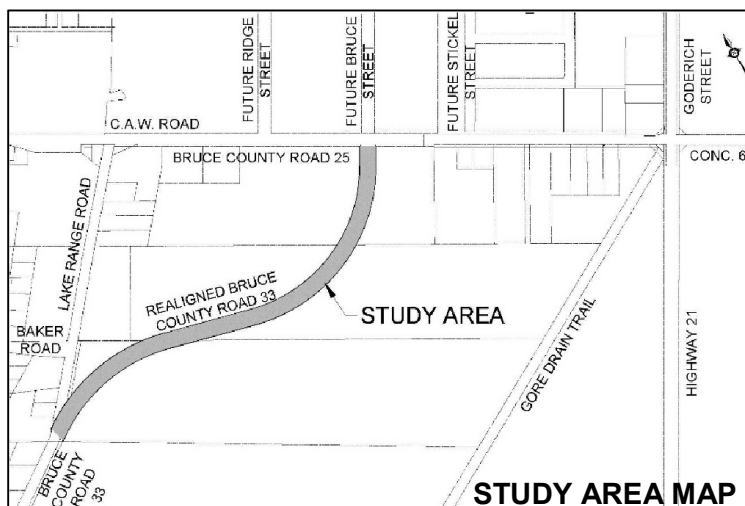 FUTURE RIDGE
STREET
FUTURE BRUCE
STREET
FUTURE STICKEL
STREET
GODERICH
STREET
C.A.W. ROAD
BRUCE COUNTY ROAD 25
CONC. 6
LAKE RANGE ROAD
REALIGNED BRUCE
COUNTY ROAD 33
STUDY AREA
BAKER
ROAD
GORE DRAIN TRAIL
HIGHWAY 21
BRUCE
COUNTY
ROAD
33
STUDY AREA MAP